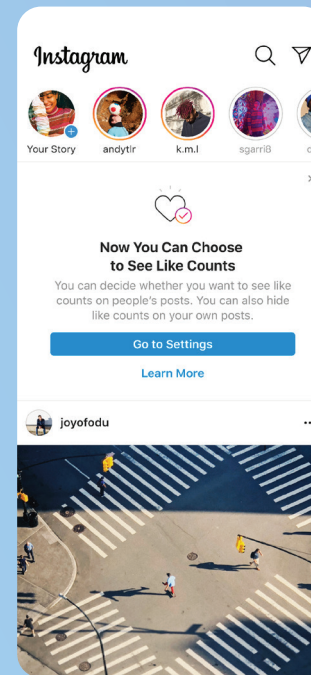 Instagram
Your Story
andytlr
k.m.l
sgarri8
Now You Can Choose
to See Like Counts
You can decide whether you want to see like
counts on people's posts. You can also hide
like counts on your own posts.
Go to Settings
Learn More
joyofodu